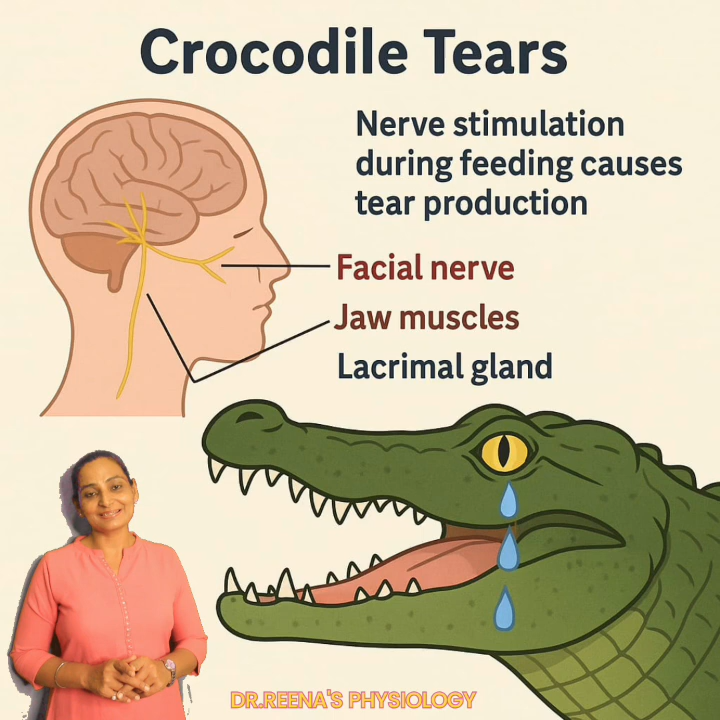 Crocodile Tears
Nerve stimulation
during feeding causes
tear production
Facial nerve
Jaw muscles
Lacrimal gland
DR.REENA'S PHYSIOLOGY